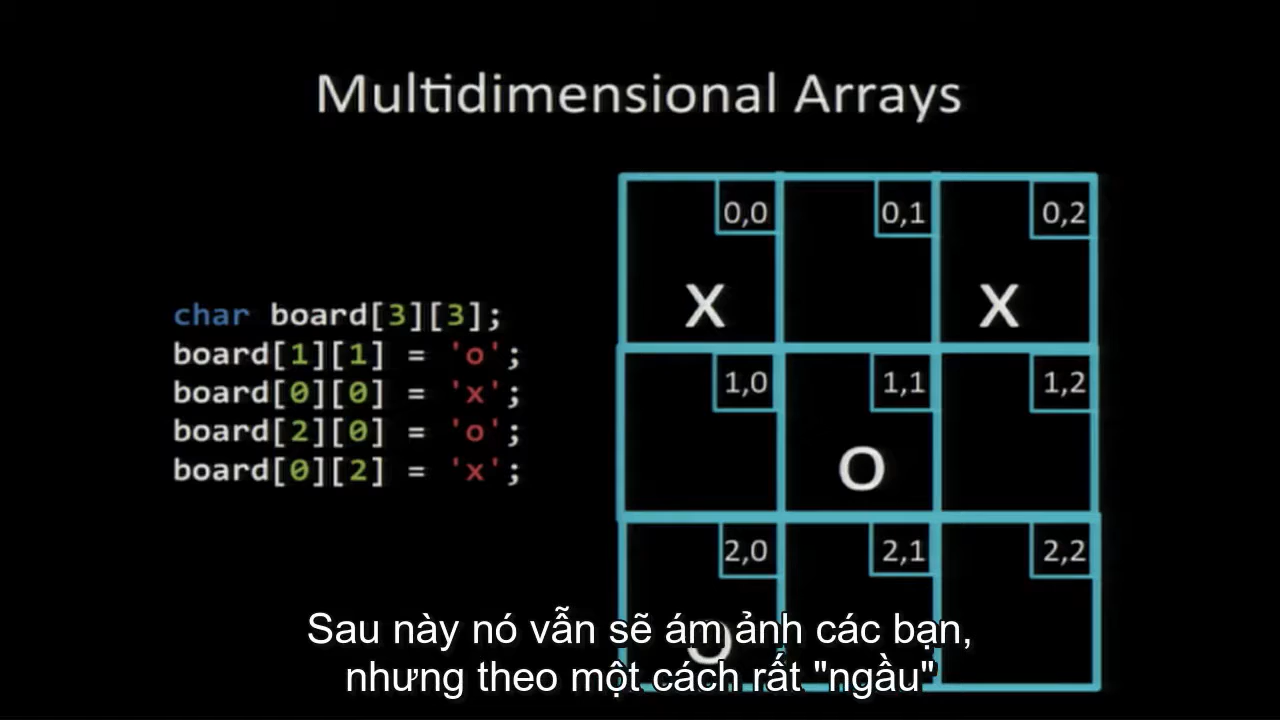 Multidimensional Arrays
char board[3][3];
board[1][1] = 'o';
board[0][0] = 'x';
board[2][0] = 'o';
board[0][2] = 'x';
0,0 0,1 0,2
X X
1,0 1,1 1,2
O
2,0 2,1 2,2
O
Sau này nó vẫn sẽ ám ảnh các bạn,
nhưng theo một cách rất "ngầu"